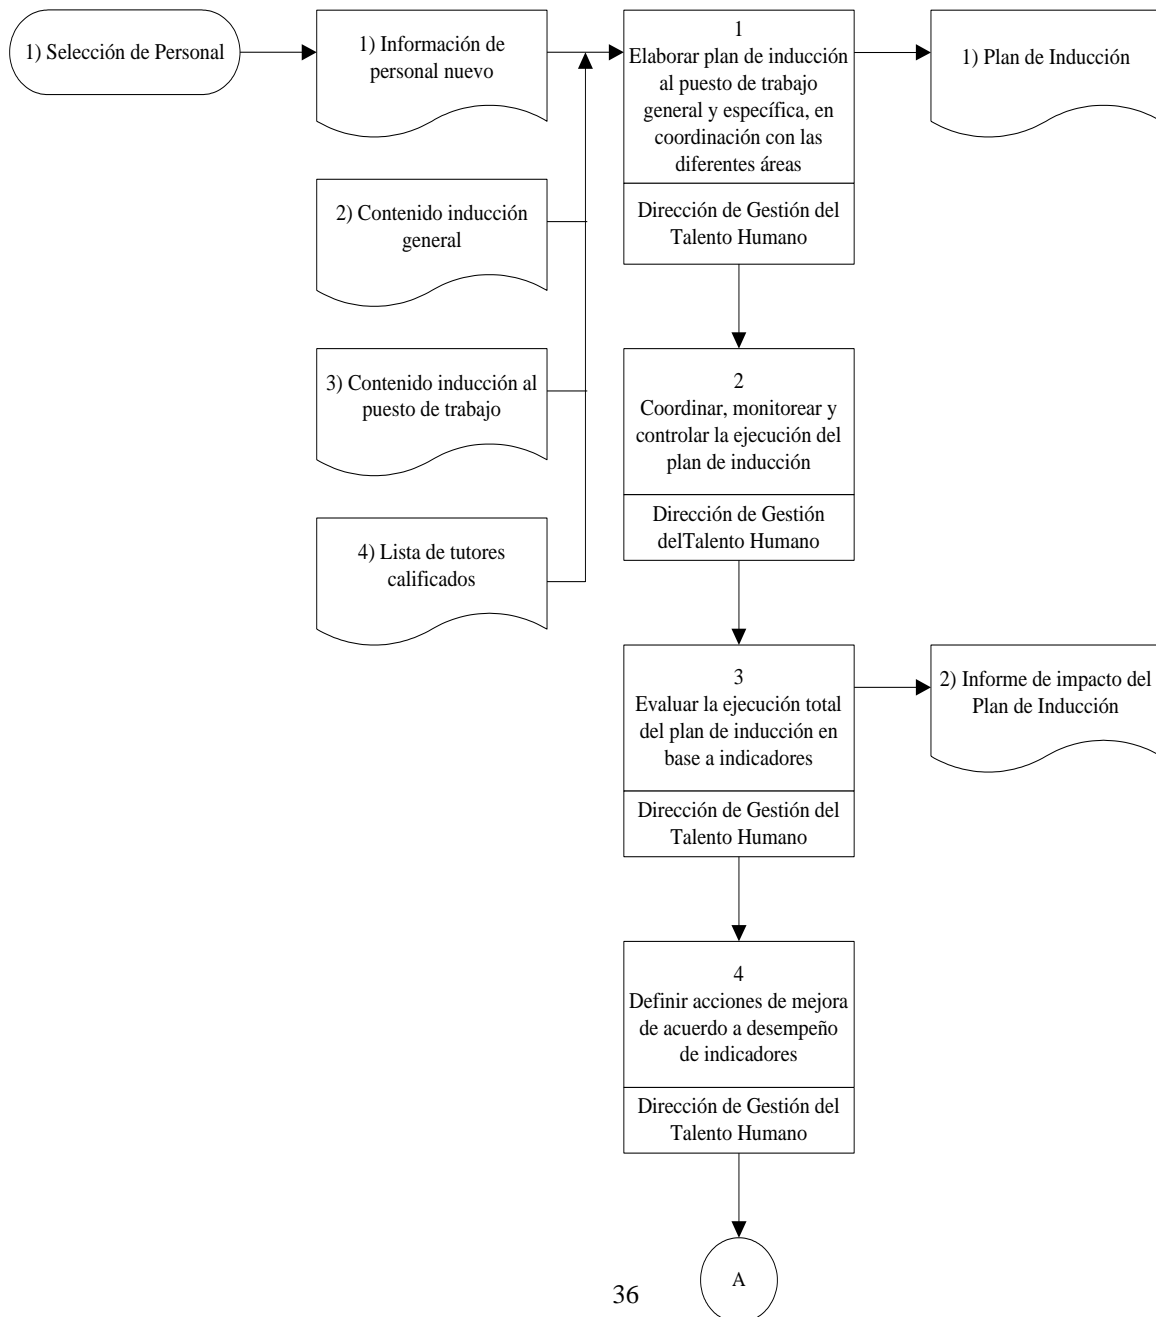 1) Selección de Personal
1) Información de
personal nuevo
1
Elaborar plan de inducción
al puesto de trabajo
general y específica, en
coordinación con las
diferentes áreas
Dirección de Gestión del
Talento Humano
1) Plan de Inducción
2) Contenido inducción
general
3) Contenido inducción al
puesto de trabajo
4) Lista de tutores
calificados
2
Coordinar, monitorear y
controlar la ejecución del
plan de inducción
Dirección de Gestión
delTalento Humano
3
Evaluar la ejecución total
del plan de inducción en
base a indicadores
Dirección de Gestión del
Talento Humano
2) Informe de impacto del
Plan de Inducción
4
Definir acciones de mejora
de acuerdo a desempeño
de indicadores
Dirección de Gestión del
Talento Humano
A
36